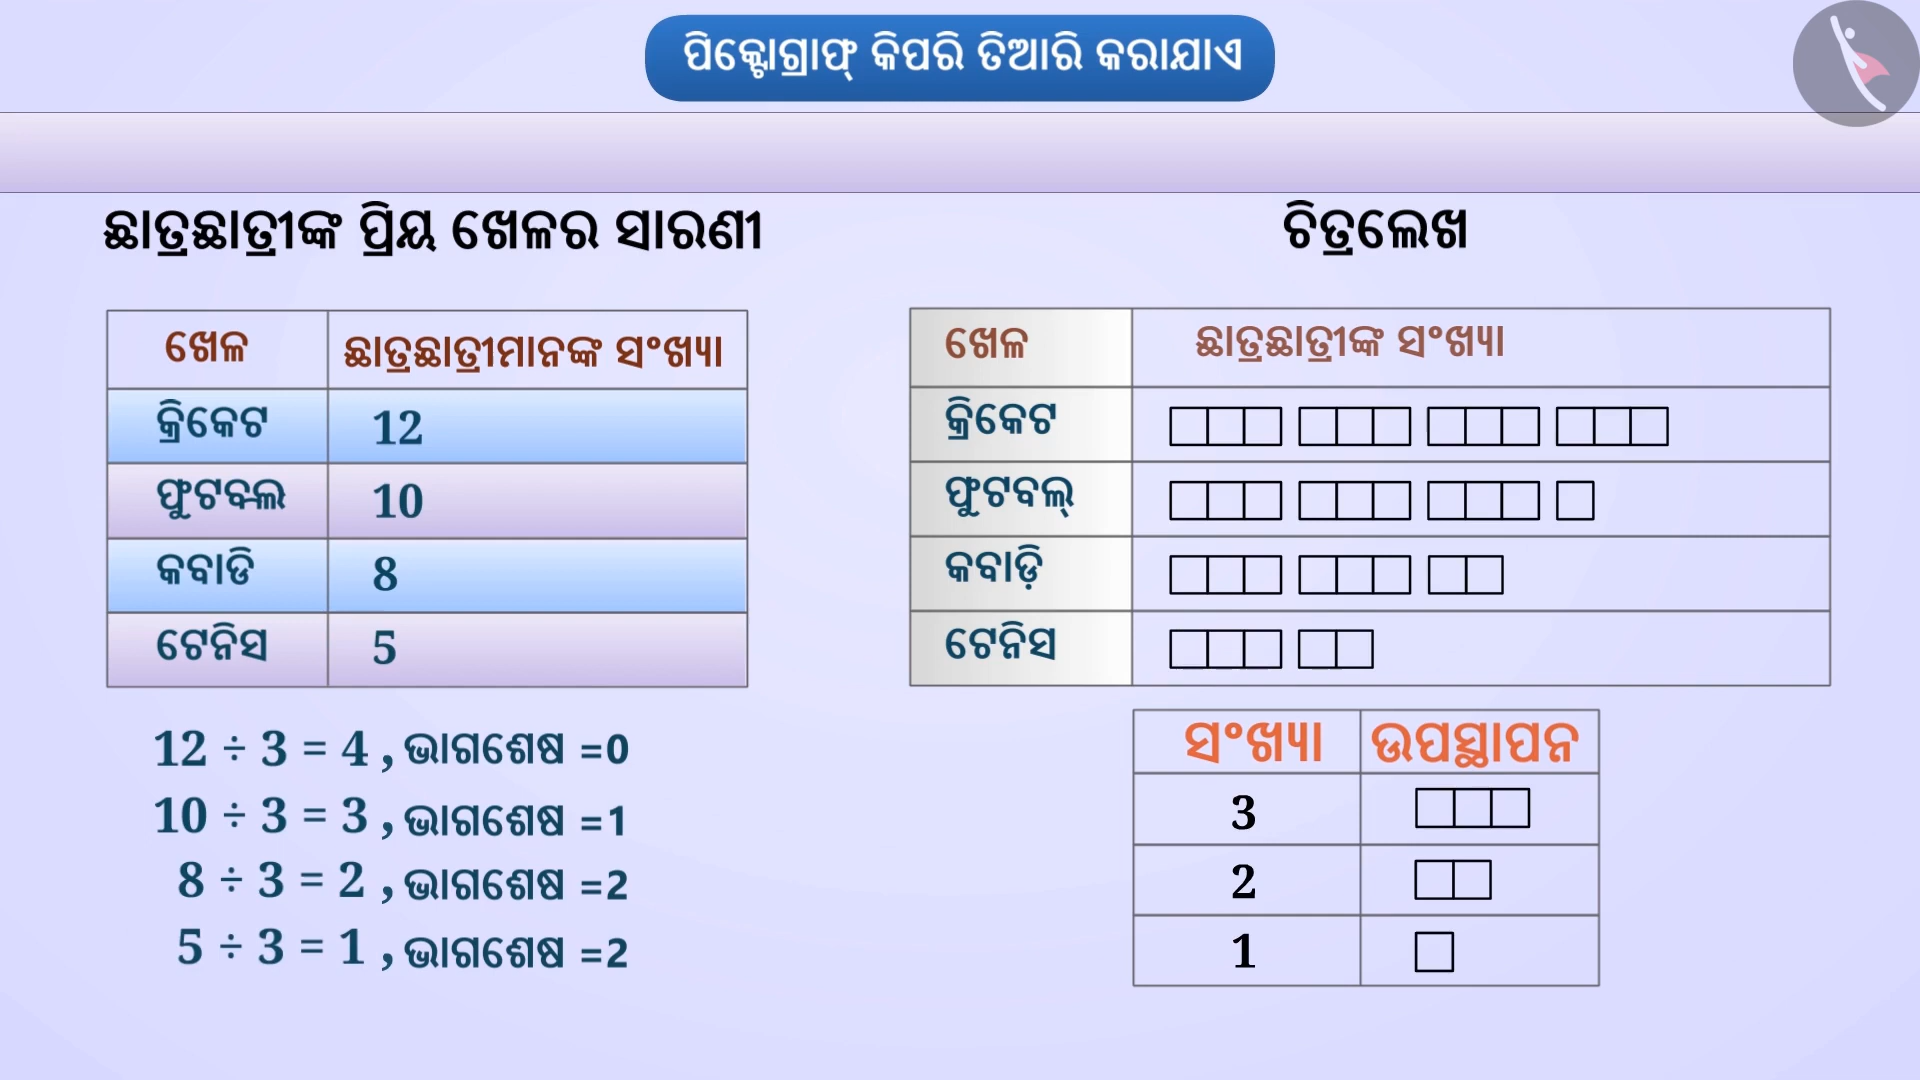 ପିକ୍ଟୋଗ୍ରାଫ୍ କିପରି ତିଆରି କରାଯାଏ
ଛାତ୍ରଛାତ୍ରୀଙ୍କ ପ୍ରିୟ ଖେଳର ସାରଣୀ
ଖେଳ ଛାତ୍ରଛାତ୍ରୀମାନଙ୍କ ସଂଖ୍ୟା
କ୍ରିକେଟ 12
ଫୁଟବଲ 10
କବାଡି 8
ଟେନିସ 5
12 ÷ 3 = 4 , ଭାଗଶେଷ =0
10 ÷ 3 = 3 , ଭାଗଶେଷ =1
8 ÷ 3 = 2 , ଭାଗଶେଷ =2
5 ÷ 3 = 1 , ଭାଗଶେଷ =2
ଚିତ୍ରଲେଖ
ଖେଳ ଛାତ୍ରଛାତ୍ରୀଙ୍କ ସଂଖ୍ୟା
କ୍ରିକେଟ
ଫୁଟବଲ୍
କବାଡ଼ି
ଟେନିସ
ସଂଖ୍ୟା ଉପସ୍ଥାପନ
3
2
1